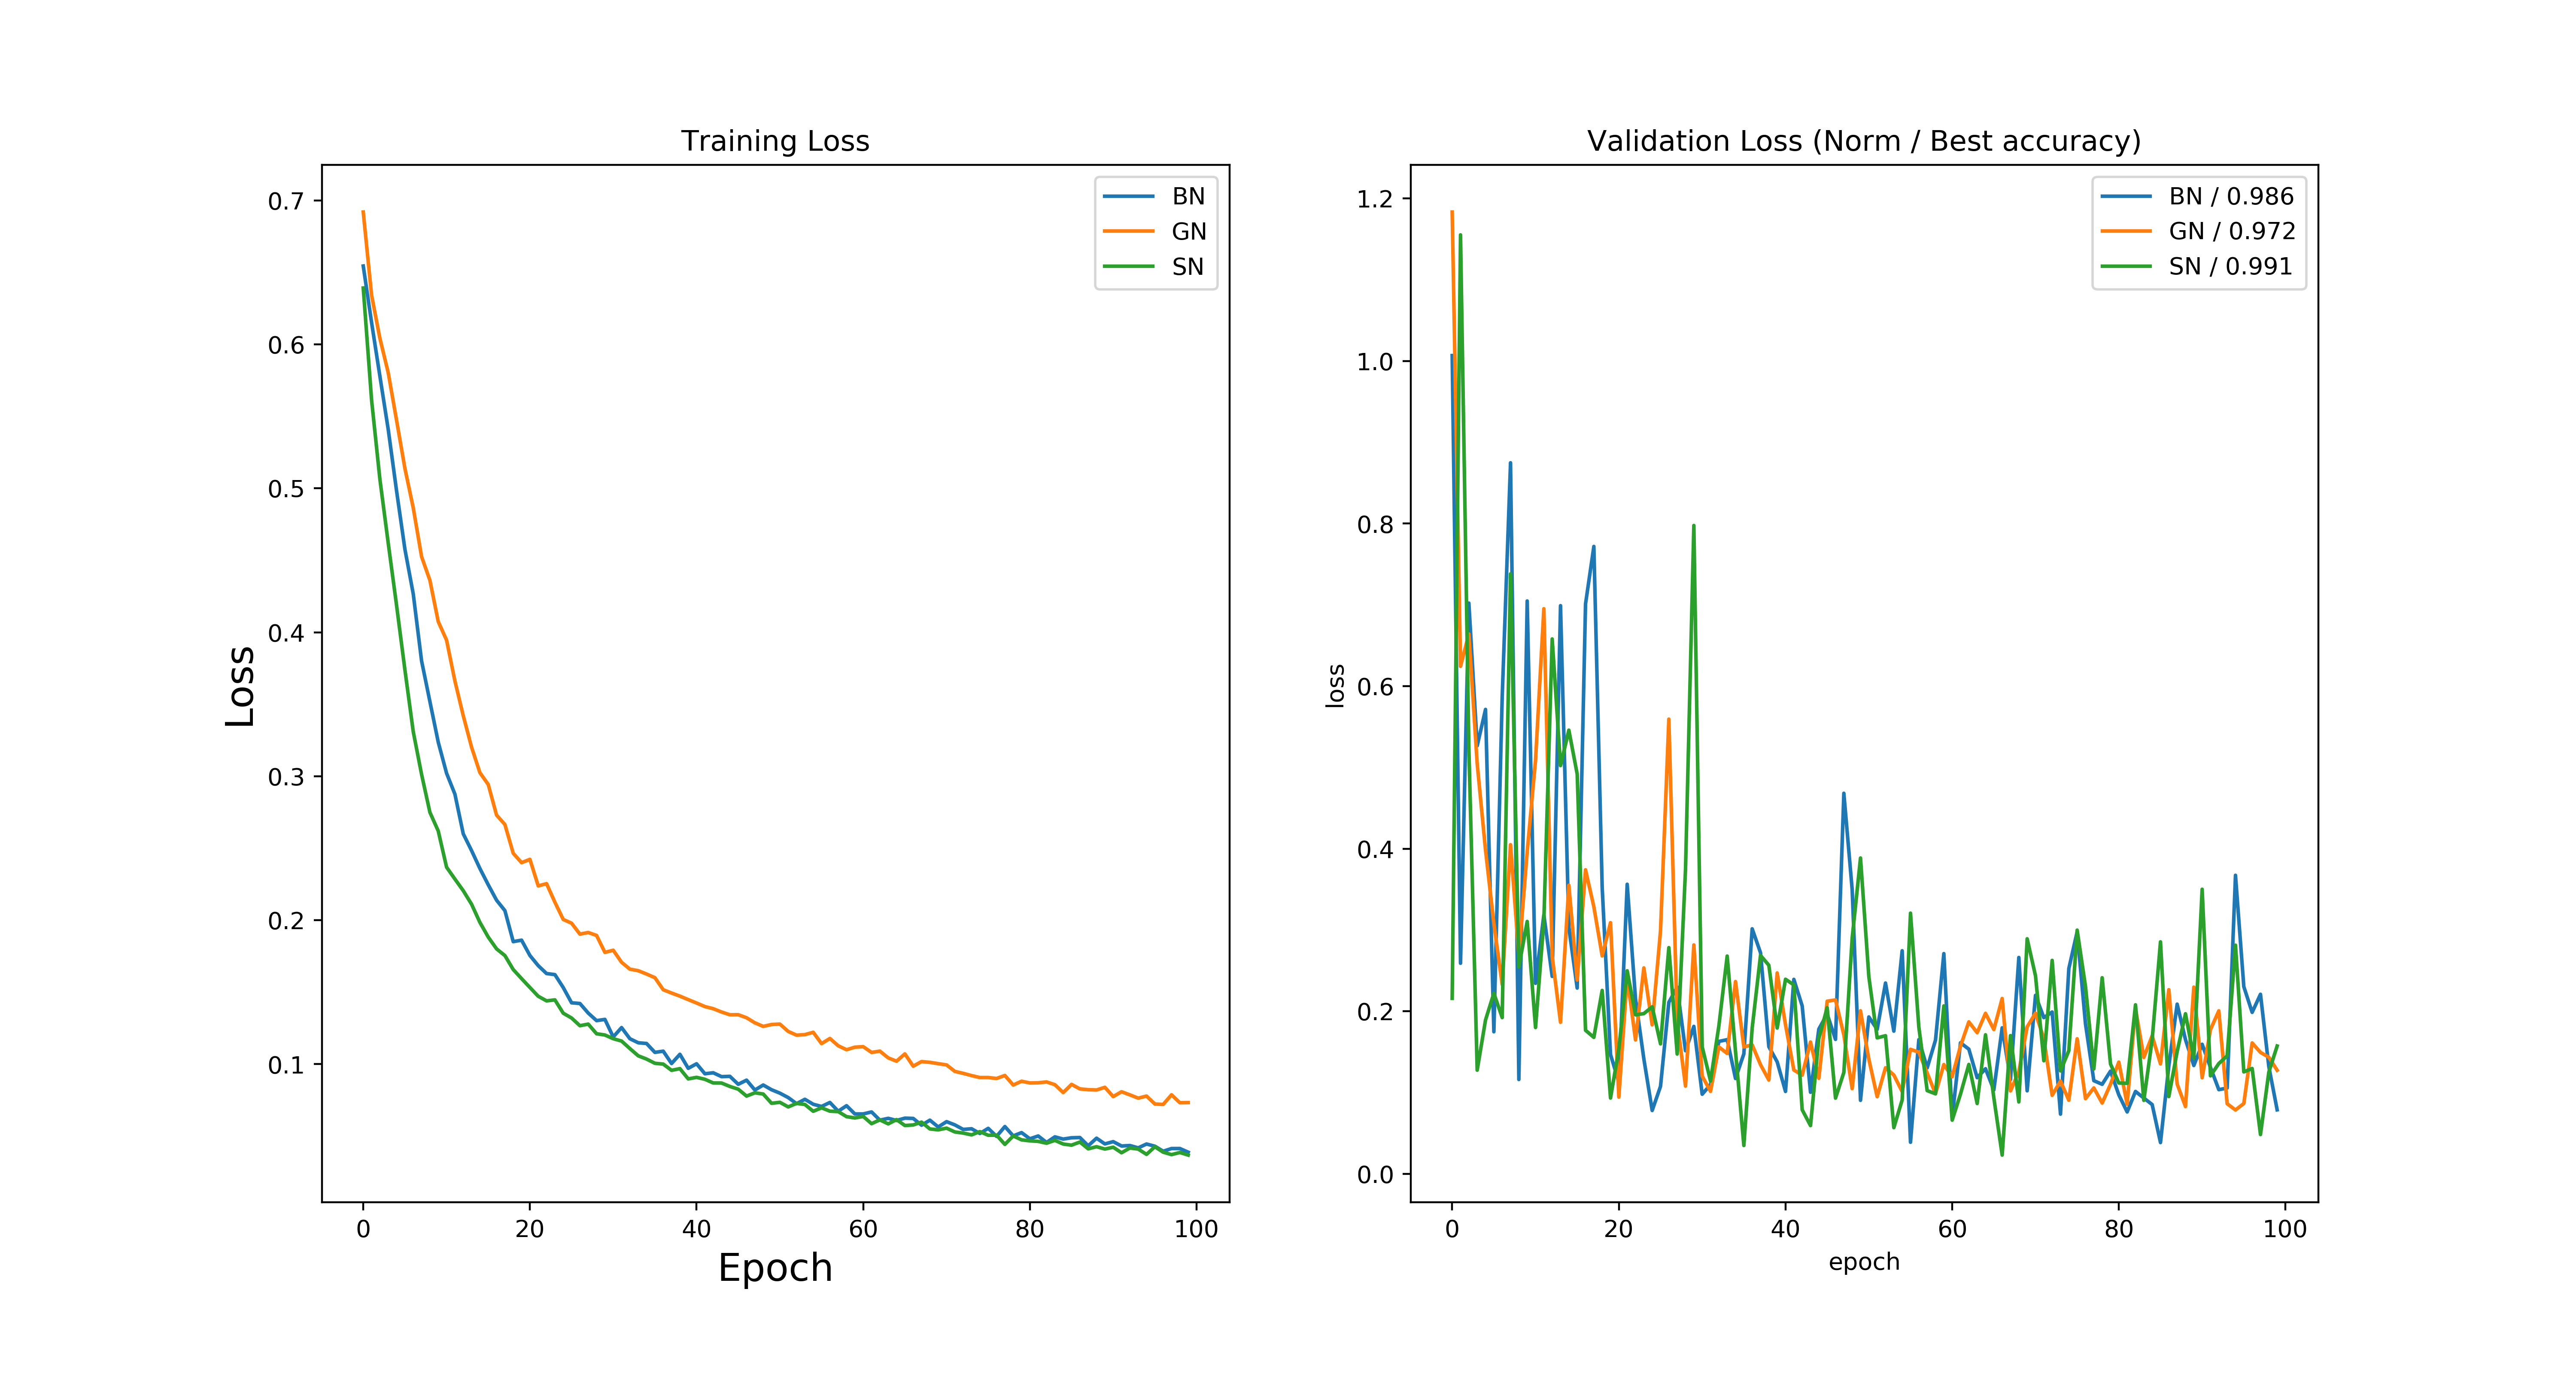 Training Loss
0.7
0.6
0.5
0.4
0.3
0.2
0.1
Loss
0 20 40 60 80 100
Epoch
BN
GN
SN
Validation Loss (Norm / Best accuracy)
1.2
1.0
0.8
0.6
0.4
0.2
0.0
loss
0 20 40 60 80 100
epoch
BN / 0.986
GN / 0.972
SN / 0.991